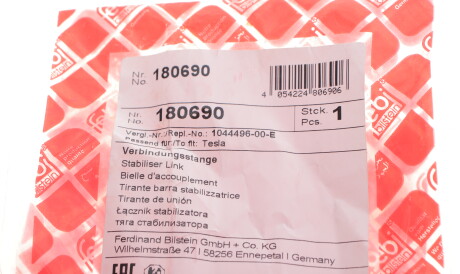 Nr.
No. 180690
4 054224 806906
Nr.
No. 180690
Stck.
Pcs. 1
Vergl.-Nr./Repl.-No.: 1044496-00-E
Passend für/To fit: Tesla
Verbindungsstange
Stabiliser Link
Bielle d'accouplement
Tirante barra stabilizzatrice
Tirante de unión
Łącznik stabilizatora
тяга стабилизатора
Ferdinand Bilstein GmbH + Co. KG
Wilhelmstraße 47 | 58256 Ennepetal | Germany
EAC
febi
bilstein